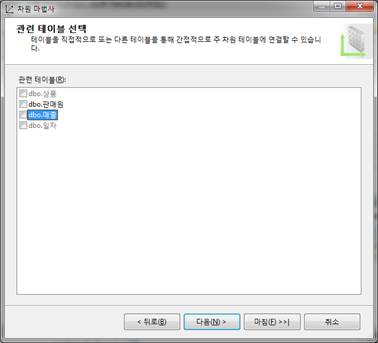 차원 마법사
관련 테이블 선택
테이블을 직접적으로 또는 다른 테이블을 통해 간접적으로 주 차원 테이블에 연결할 수 있습니
다.
관련 테이블(R):
dbo.상품
dbo.판매원
dbo.매출
dbo.일자
< 뒤로(B)
다음(N) >
마침(F) >>|
취소